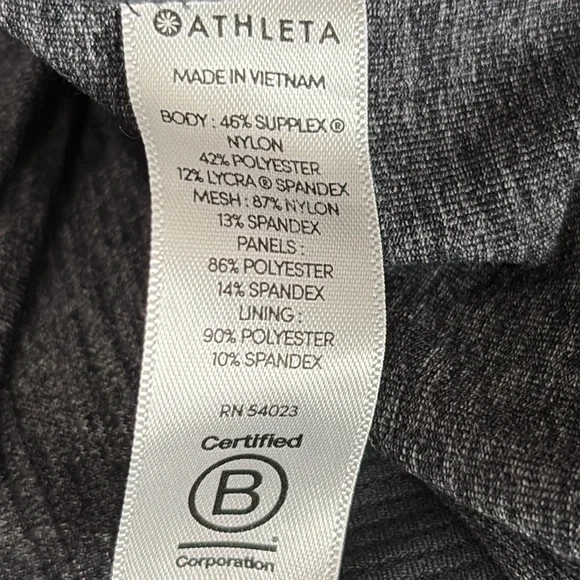 ATHLETA
MADE IN VIETNAM
BODY : 46% SUPPLEX ®
NYLON
42% POLYESTER
12% LYCRA ® SPANDEX
MESH : 87% NYLON
13% SPANDEX
PANELS :
86% POLYESTER
14% SPANDEX
LINING :
90% POLYESTER
10% SPANDEX
RN 54023
Certified
B
Corporation